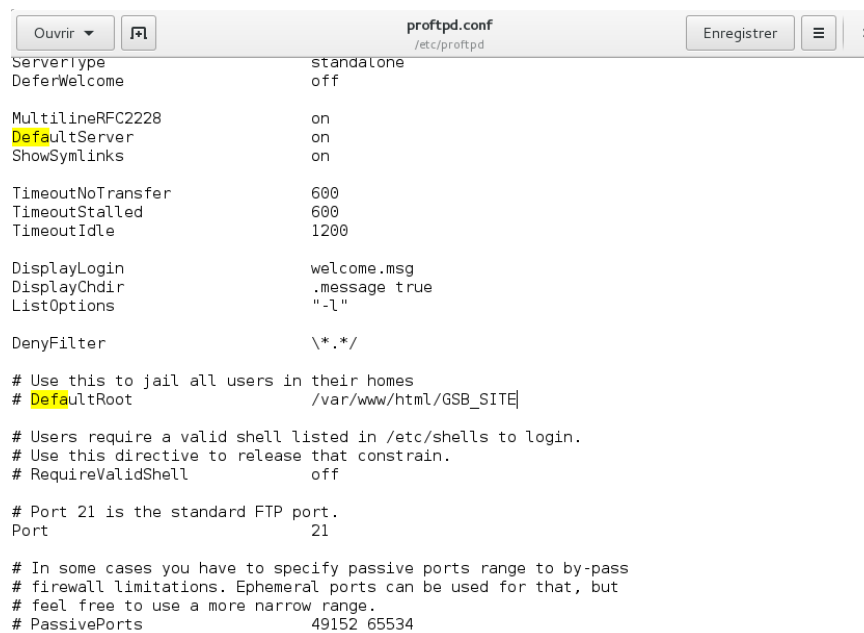 Ouvrir
proftpd.conf
/etc/proftpd
Enregistrer
ServerType standalone
DeferWelcome off
MultilineRFC2228 on
DefaultServer on
ShowSymlinks on
TimeoutNoTransfer 600
TimeoutStalled 600
TimeoutIdle 1200
DisplayLogin welcome.msg
DisplayChdir .message true
ListOptions "-l"
DenyFilter \*.*/
# Use this to jail all users in their homes
# DefaultRoot /var/www/html/GSB_SITE
# Users require a valid shell listed in /etc/shells to login.
# Use this directive to release that constrain.
# RequireValidShell off
# Port 21 is the standard FTP port.
Port 21
# In some cases you have to specify passive ports range to by-pass
# firewall limitations. Ephemeral ports can be used for that, but
# feel free to use a more narrow range.
# PassivePorts 49152 65534